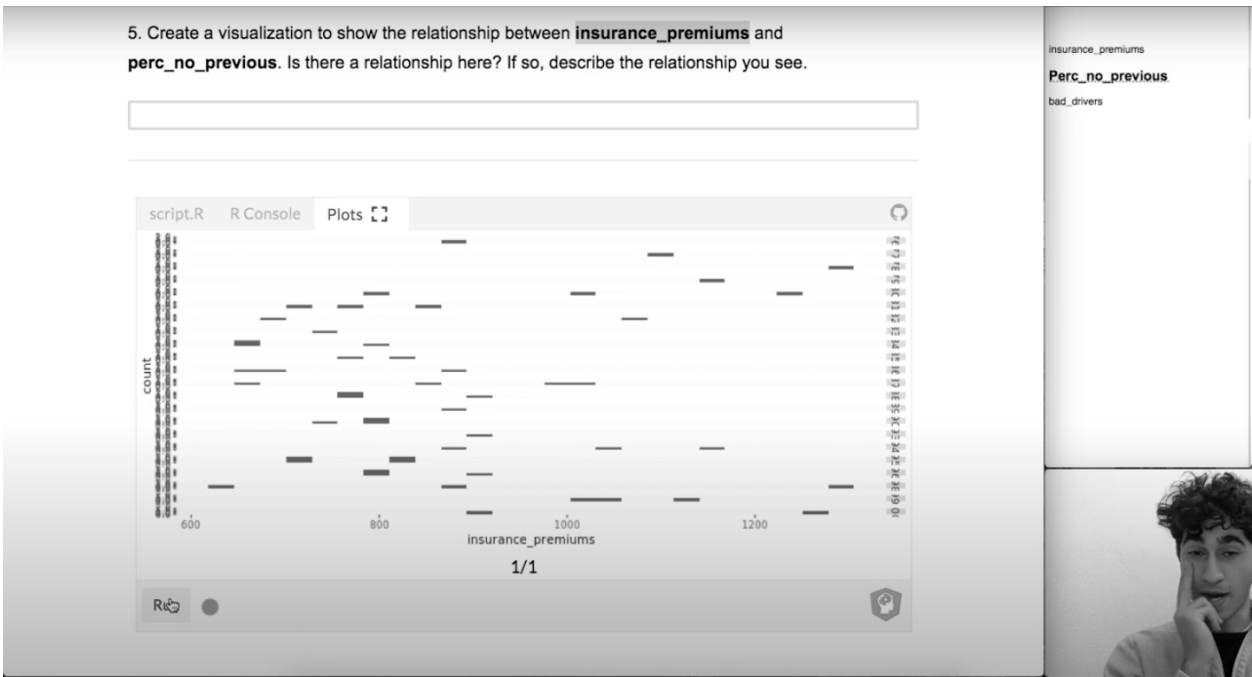 5. Create a visualization to show the relationship between insurance_premiums and
perc_no_previous. Is there a relationship here? If so, describe the relationship you see.
insurance_premiums
Perc_no_previous
bad_drivers
script.R R Console Plots
count
600 800 1000 1200
insurance_premiums
1/1